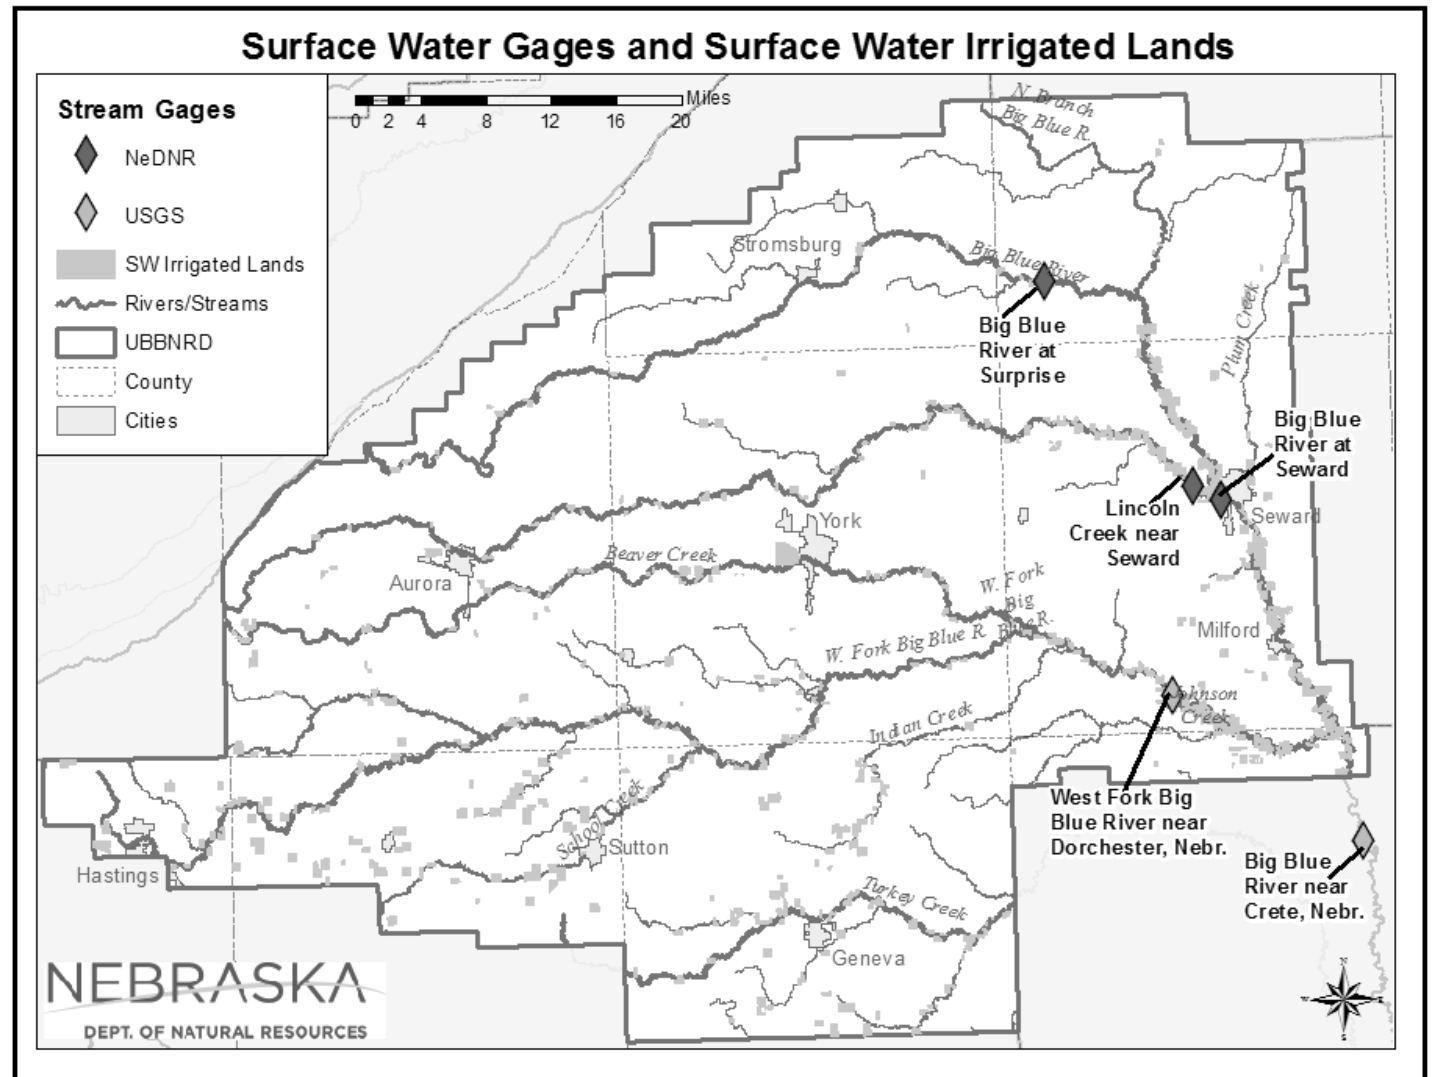 Surface Water Gages and Surface Water Irrigated Lands
Stream Gages
NeDNR
USGS
SW Irrigated Lands
Rivers/Streams
UBBNRD
County
Cities
Miles
0 2 4 8 12 16 20
N. Branch
Big Blue R.
Stromsburg
Big Blue River
Big Blue
River at
Surprise
Plum Creek
Big Blue
River at
Seward
Lincoln
Creek near
Seward
Seward
York
Beaver Creek
Aurora
W. Fork
Big
Blue R.
W. Fork Big Blue R.
Milford
Johnson
Creek
Indian Creek
West Fork Big
Blue River near
Dorchester, Nebr.
School Creek
Sutton
Hastings
Big Blue
River near
Crete, Nebr.
Turkey Creek
Geneva
NEBRASKA
DEPT. OF NATURAL RESOURCES
N
W
E
S